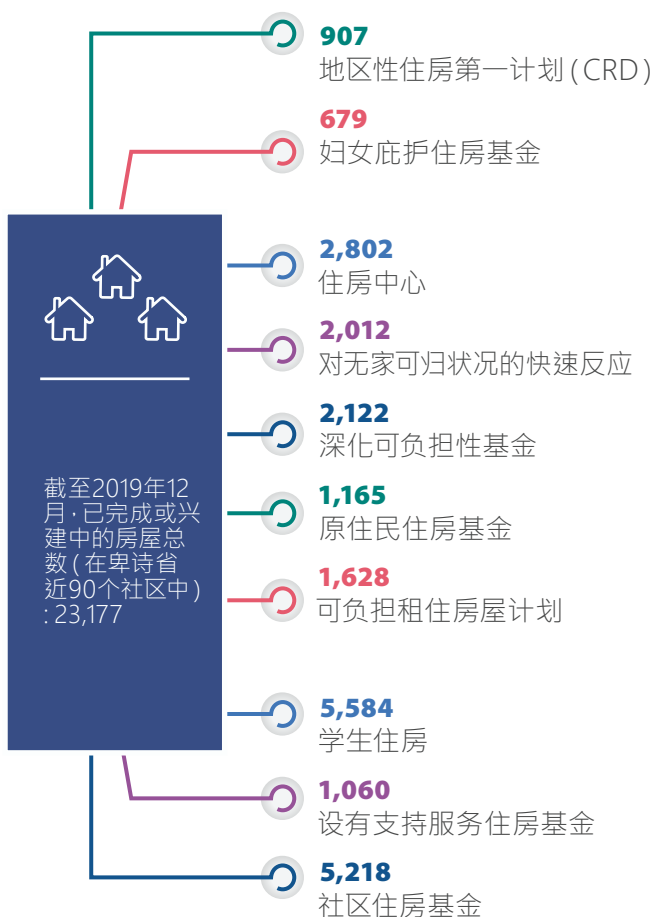 907
地区性住房第一计划 ( CRD )
679
妇女庇护住房基金
2,802
住房中心
2,012
对无家可归状况的快速反应
2,122
深化可负担性基金
1,165
原住民住房基金
1,628
可负担租住房屋计划
5,584
学生住房
1,060
设有支持服务住房基金
5,218
社区住房基金
截至2019年12
月·已完成或兴
建中的房屋总
数 ( 在卑诗省
近90个社区中 )
: 23,177